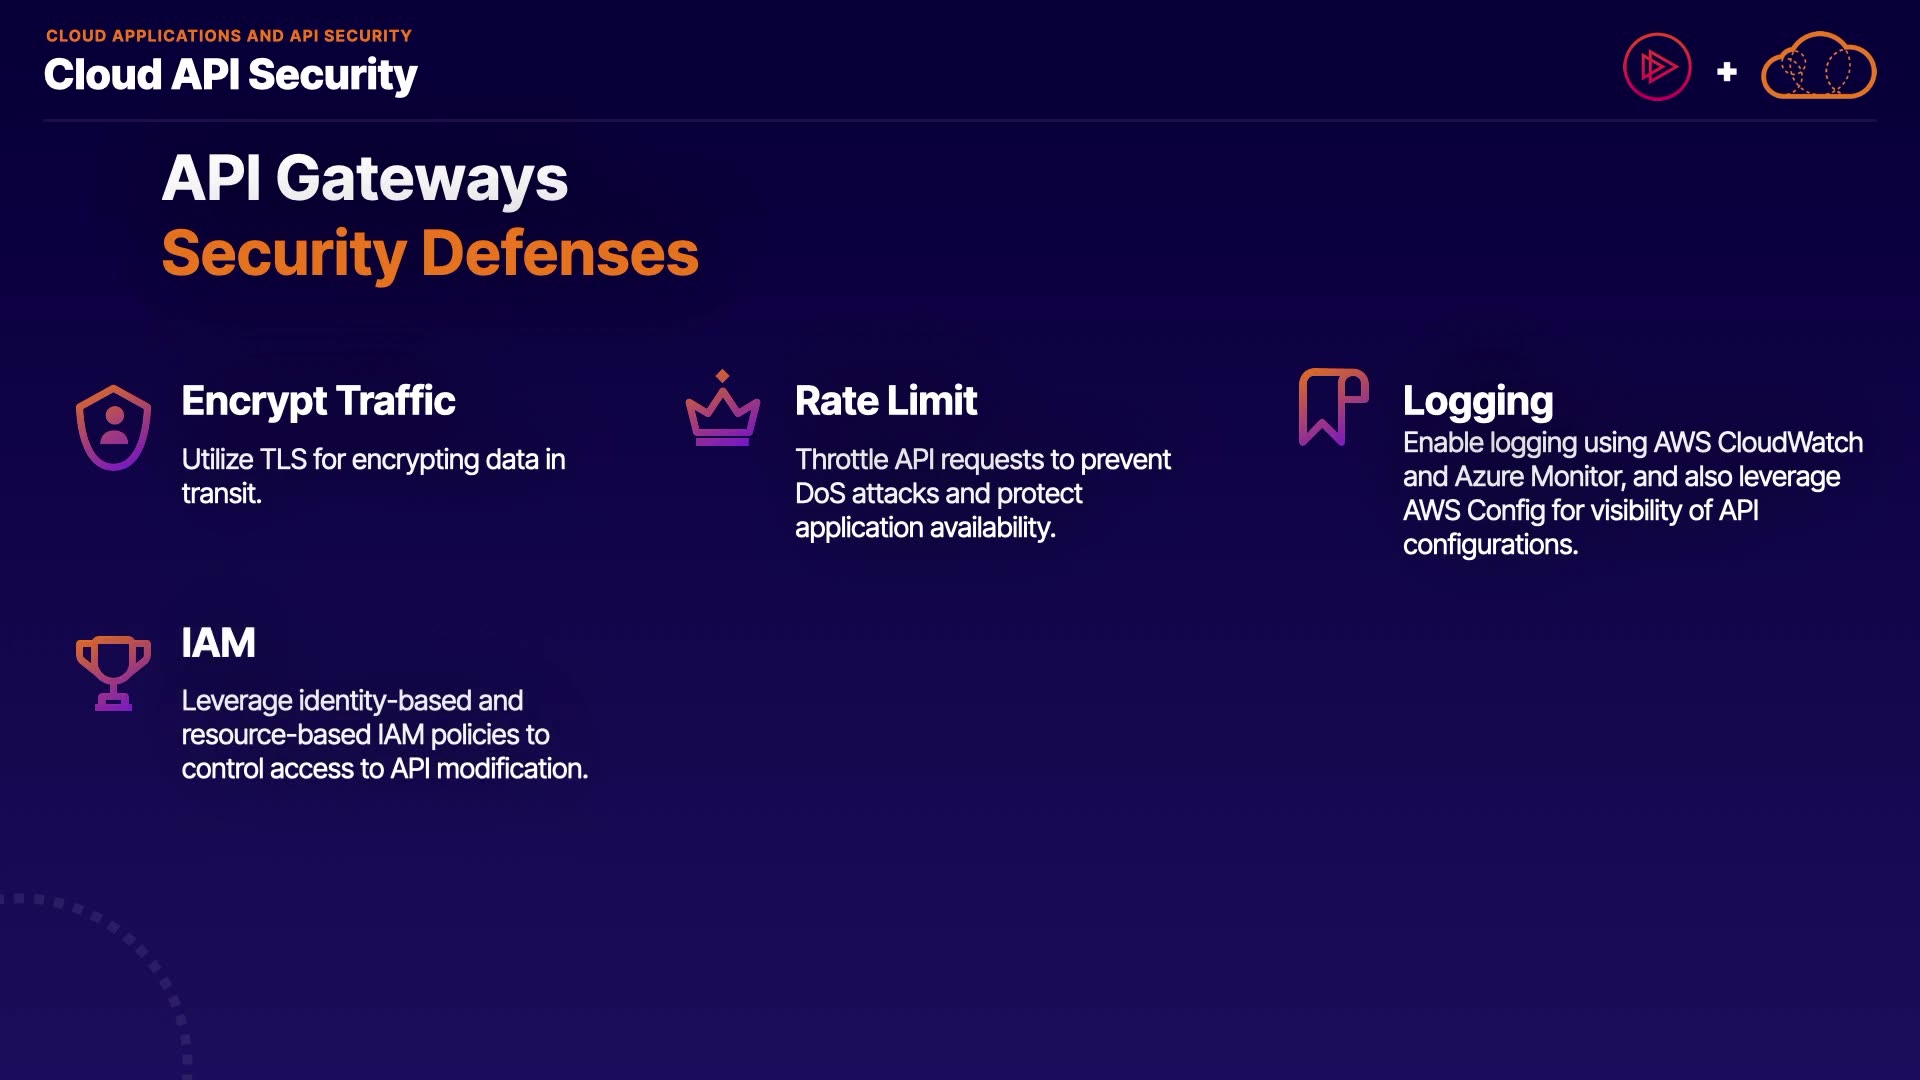 CLOUD APPLICATIONS AND API SECURITY
Cloud API Security
API Gateways
Security Defenses
Encrypt Traffic
Utilize TLS for encrypting data in
transit.
Rate Limit
Throttle API requests to prevent
DoS attacks and protect
application availability.
Logging
Enable logging using AWS CloudWatch
and Azure Monitor, and also leverage
AWS Config for visibility of API
configurations.
IAM
Leverage identity-based and
resource-based IAM policies to
control access to API modification.